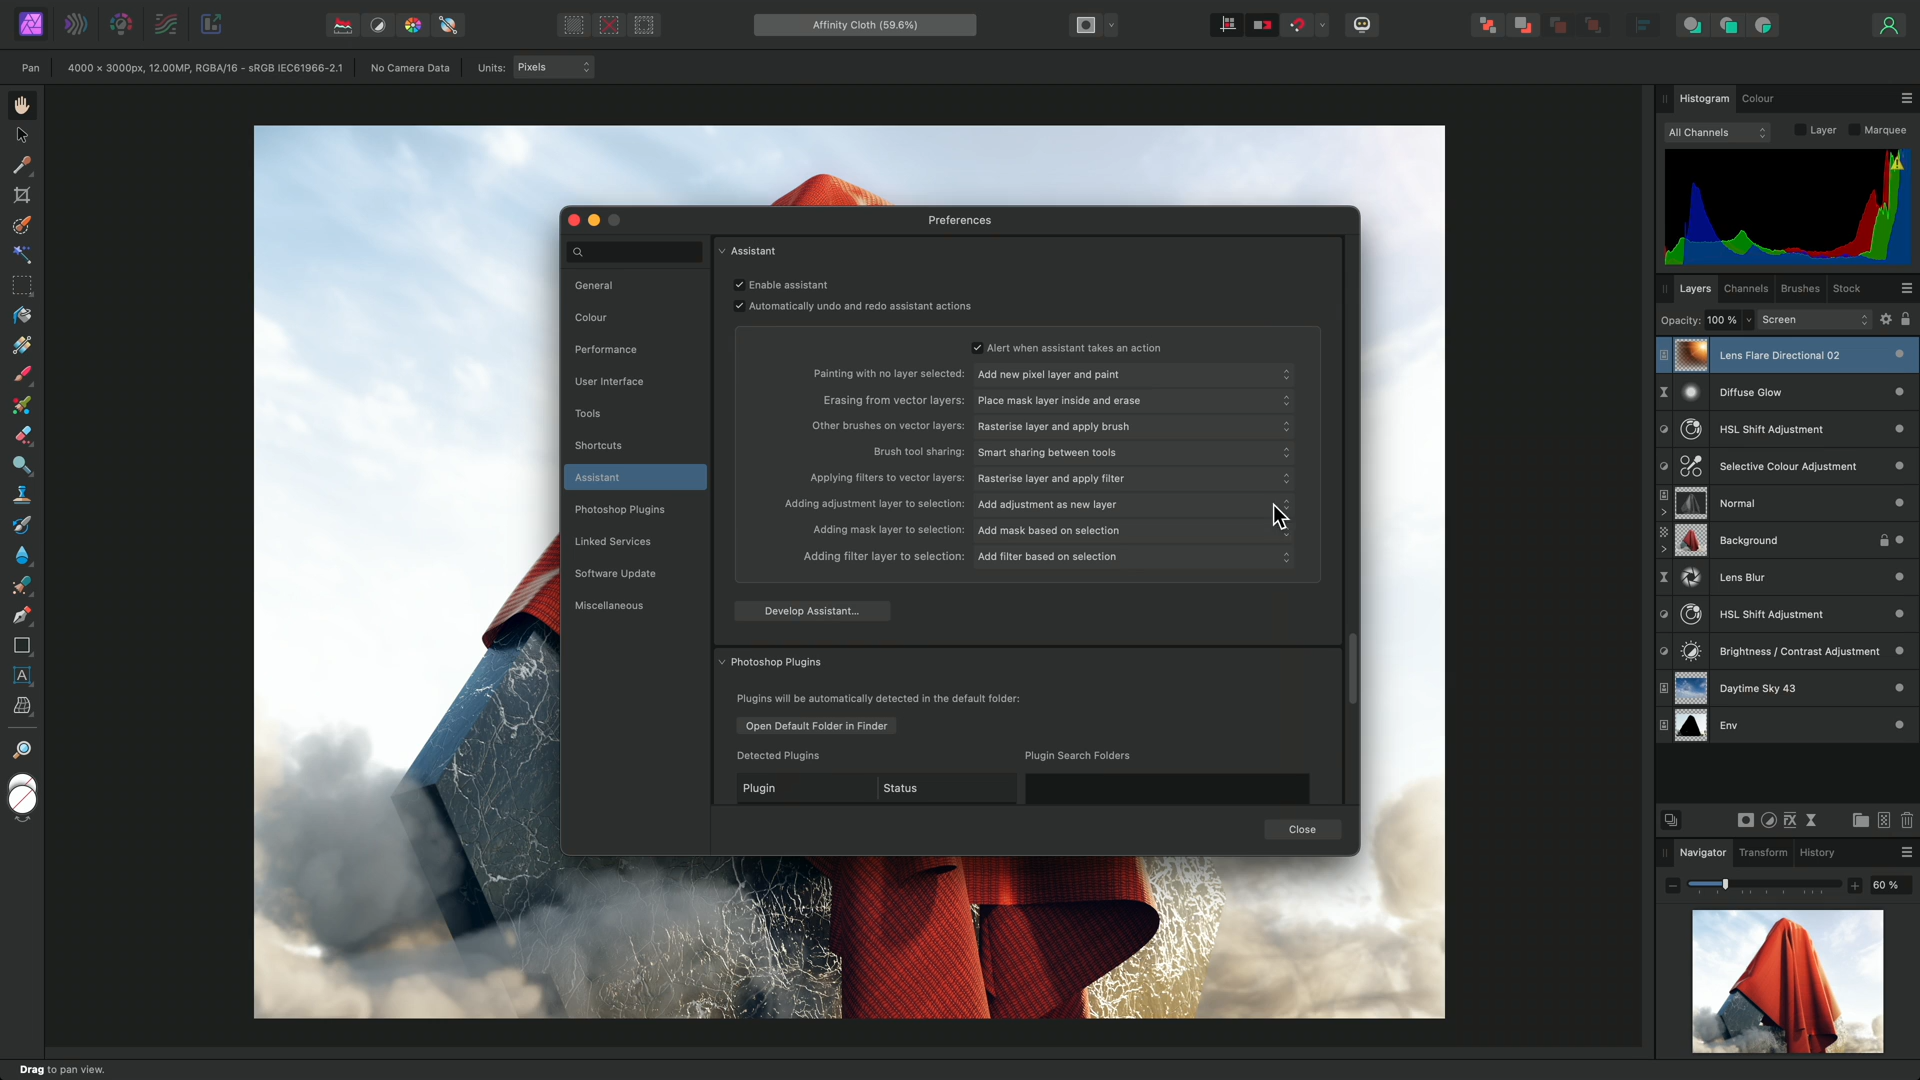 Affinity Cloth (59.6%)
Pan
4000 × 3000px, 12.00MP, RGBA/16 - sRGB IEC61966-2.1
No Camera Data
Units:
Pixels
Histogram
Colour
All Channels
Layer
Marquee
Preferences
General
Colour
Performance
User Interface
Tools
Shortcuts
Assistant
Photoshop Plugins
Linked Services
Software Update
Miscellaneous
Assistant
Enable assistant
Automatically undo and redo assistant actions
Alert when assistant takes an action
Painting with no layer selected: Add new pixel layer and paint
Erasing from vector layers: Place mask layer inside and erase
Other brushes on vector layers: Rasterise layer and apply brush
Brush tool sharing: Smart sharing between tools
Applying filters to vector layers: Rasterise layer and apply filter
Adding adjustment layer to selection: Add adjustment as new layer
Adding mask layer to selection: Add mask based on selection
Adding filter layer to selection: Add filter based on selection
Develop Assistant...
Photoshop Plugins
Plugins will be automatically detected in the default folder:
Open Default Folder in Finder
Detected Plugins
Plugin Search Folders
Plugin
Status
Close
Layers
Channels
Brushes
Stock
Opacity: 100 %
Screen
Lens Flare Directional 02
Diffuse Glow
HSL Shift Adjustment
Selective Colour Adjustment
Normal
Background
Lens Blur
HSL Shift Adjustment
Brightness / Contrast Adjustment
Daytime Sky 43
Env
Navigator
Transform
History
60 %
Drag to pan view.